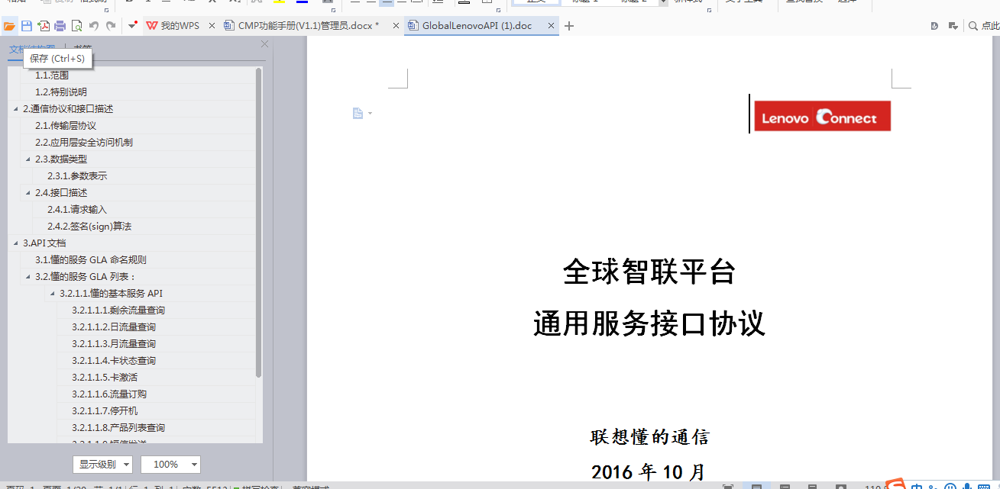 我的WPS
CMP功能手册(V1.1)管理员.docx *
GlobalLenovoAPI (1).doc
点此
保存 (Ctrl+S)
1.1.范围
1.2.特别说明
2.通信协议和接口描述
2.1.传输层协议
2.2.应用层安全访问机制
2.3.数据类型
2.3.1.参数表示
2.4.接口描述
2.4.1.请求输入
2.4.2.签名(sign)算法
3.API文档
3.1.懂的服务 GLA 命名规则
3.2.懂的服务 GLA 列表：
3.2.1.1.懂的基本服务 API
3.2.1.1.1.剩余流量查询
3.2.1.1.2.日流量查询
3.2.1.1.3.月流量查询
3.2.1.1.4.卡状态查询
3.2.1.1.5.卡激活
3.2.1.1.6.流量订购
3.2.1.1.7.停开机
3.2.1.1.8.产品列表查询
显示级别
100%
Lenovo Connect
全球智联平台
通用服务接口协议
联想懂的通信
2016 年 10 月